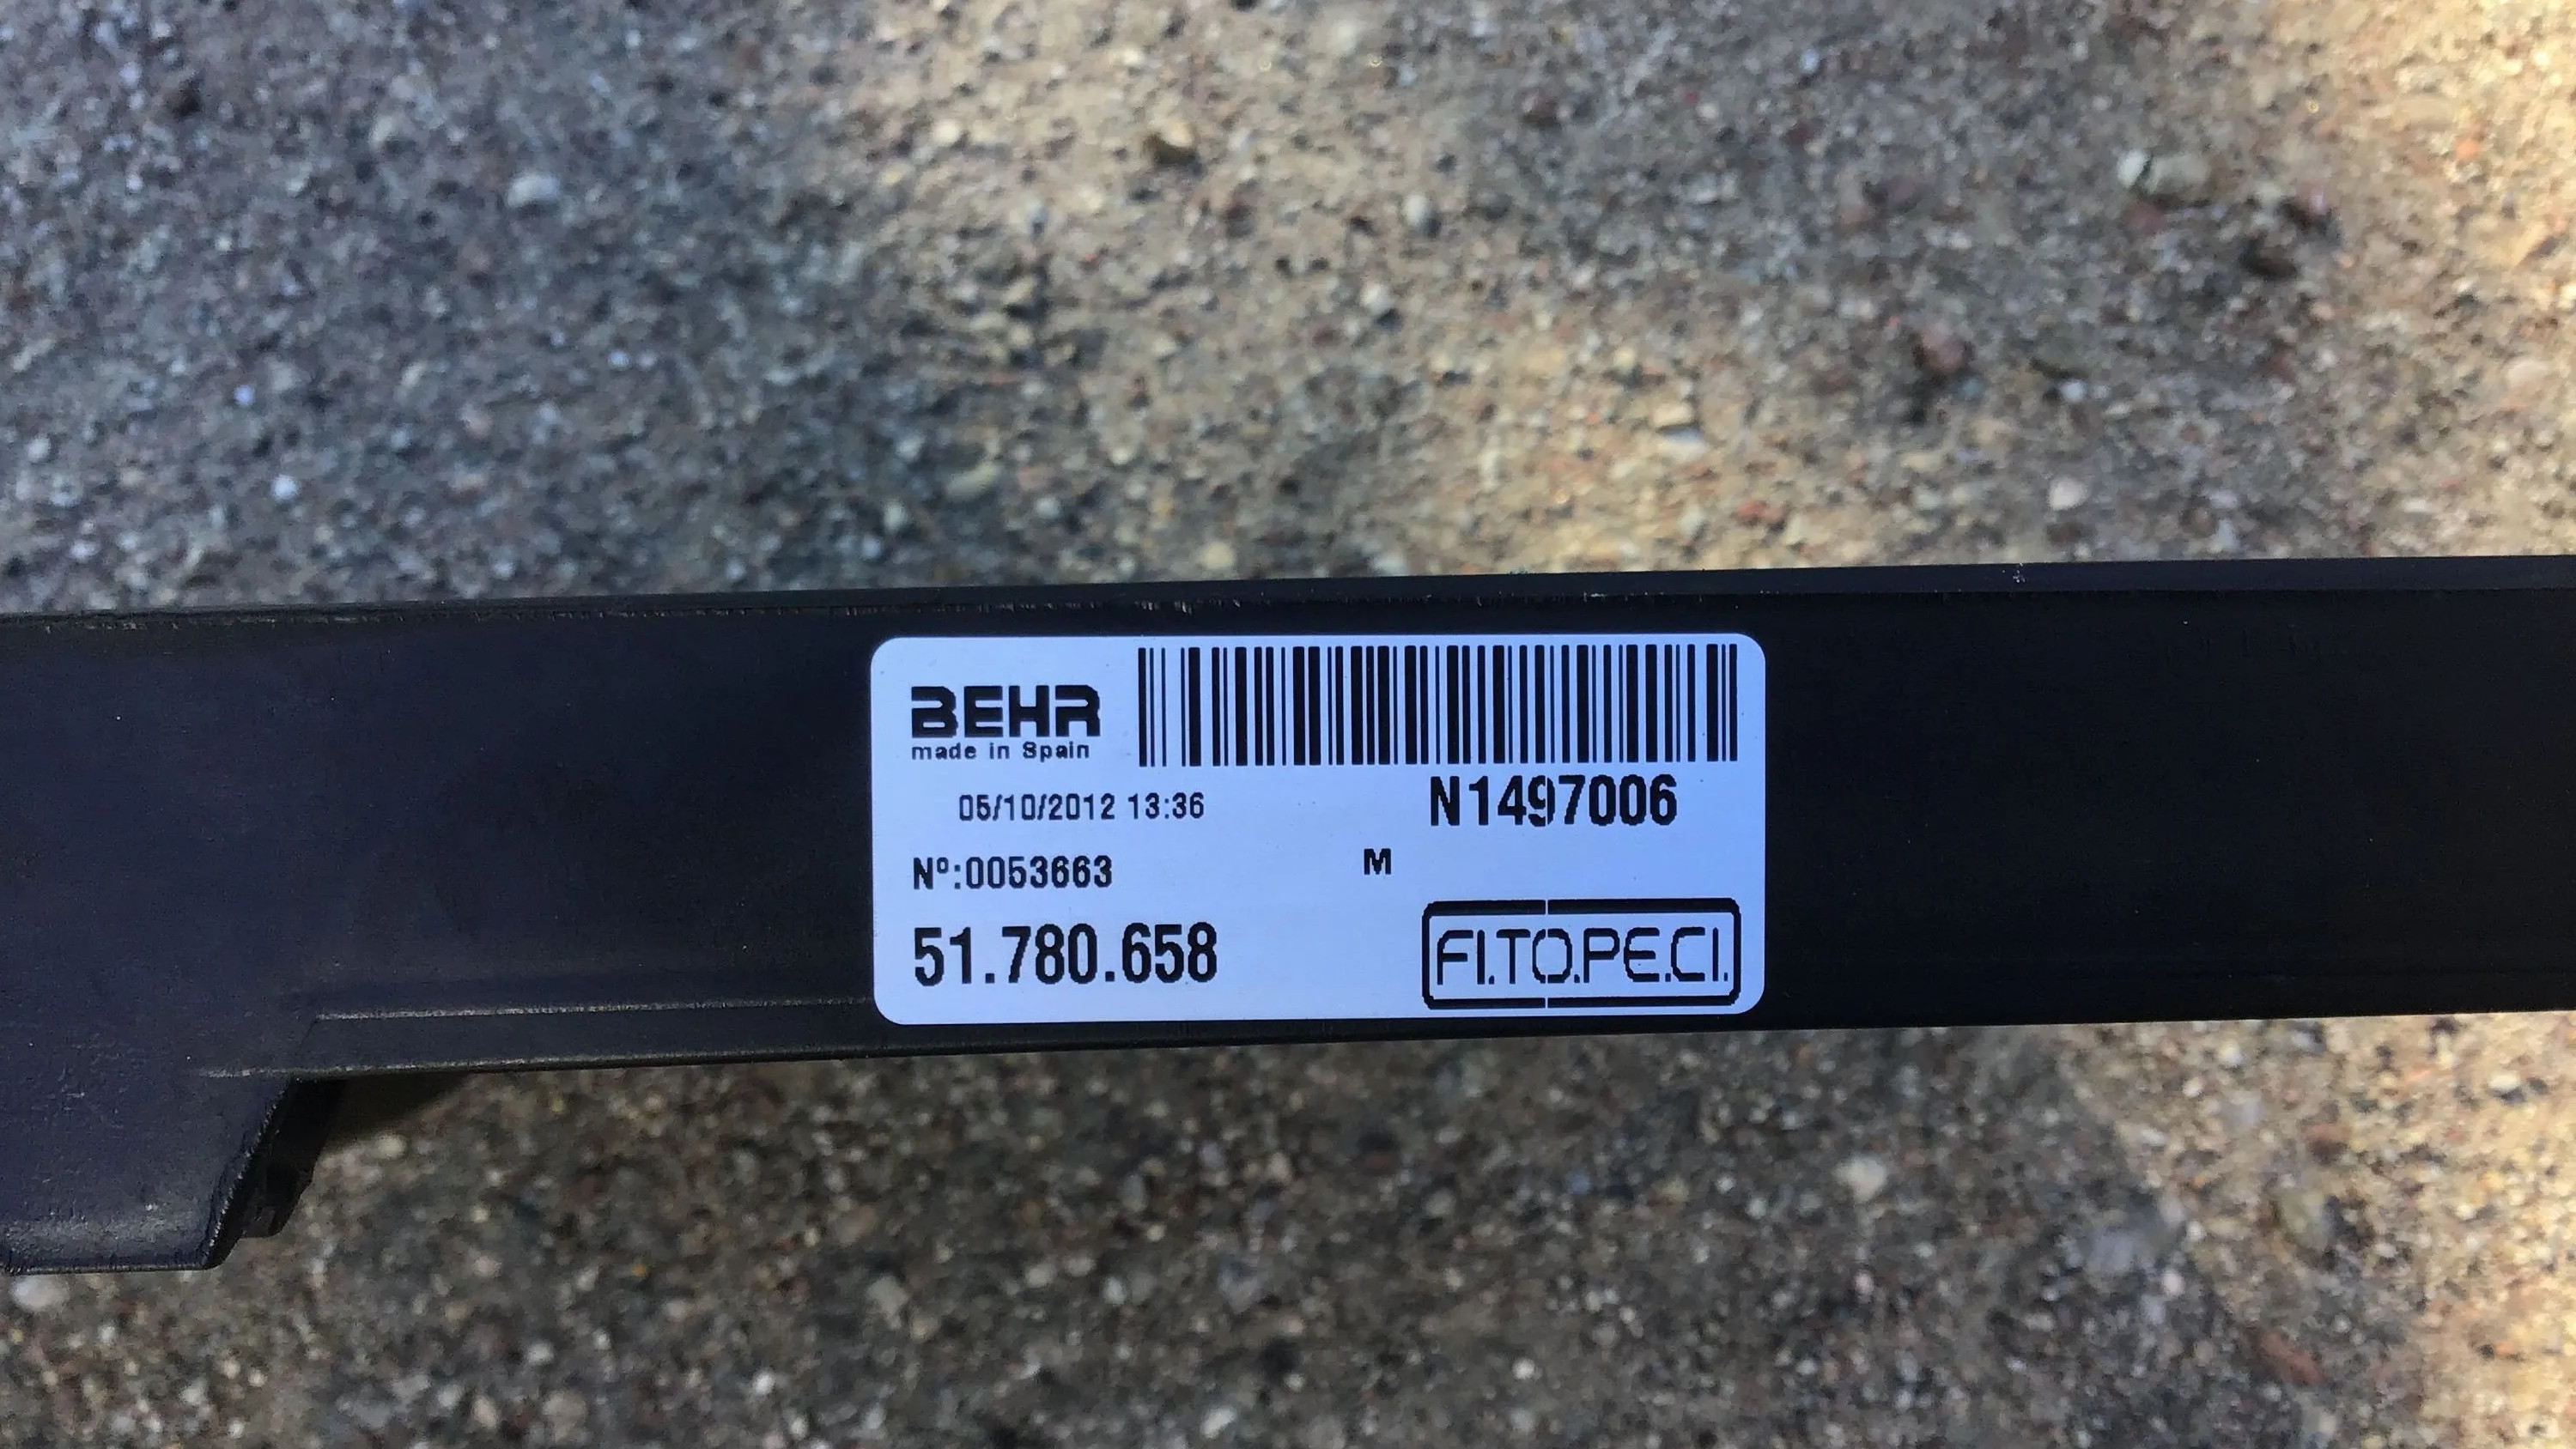 BEHR
made in Spain
05/10/2012 13:36
N1497006
Nº:0053663
M
51.780.658
FI.TO.PE.CI.